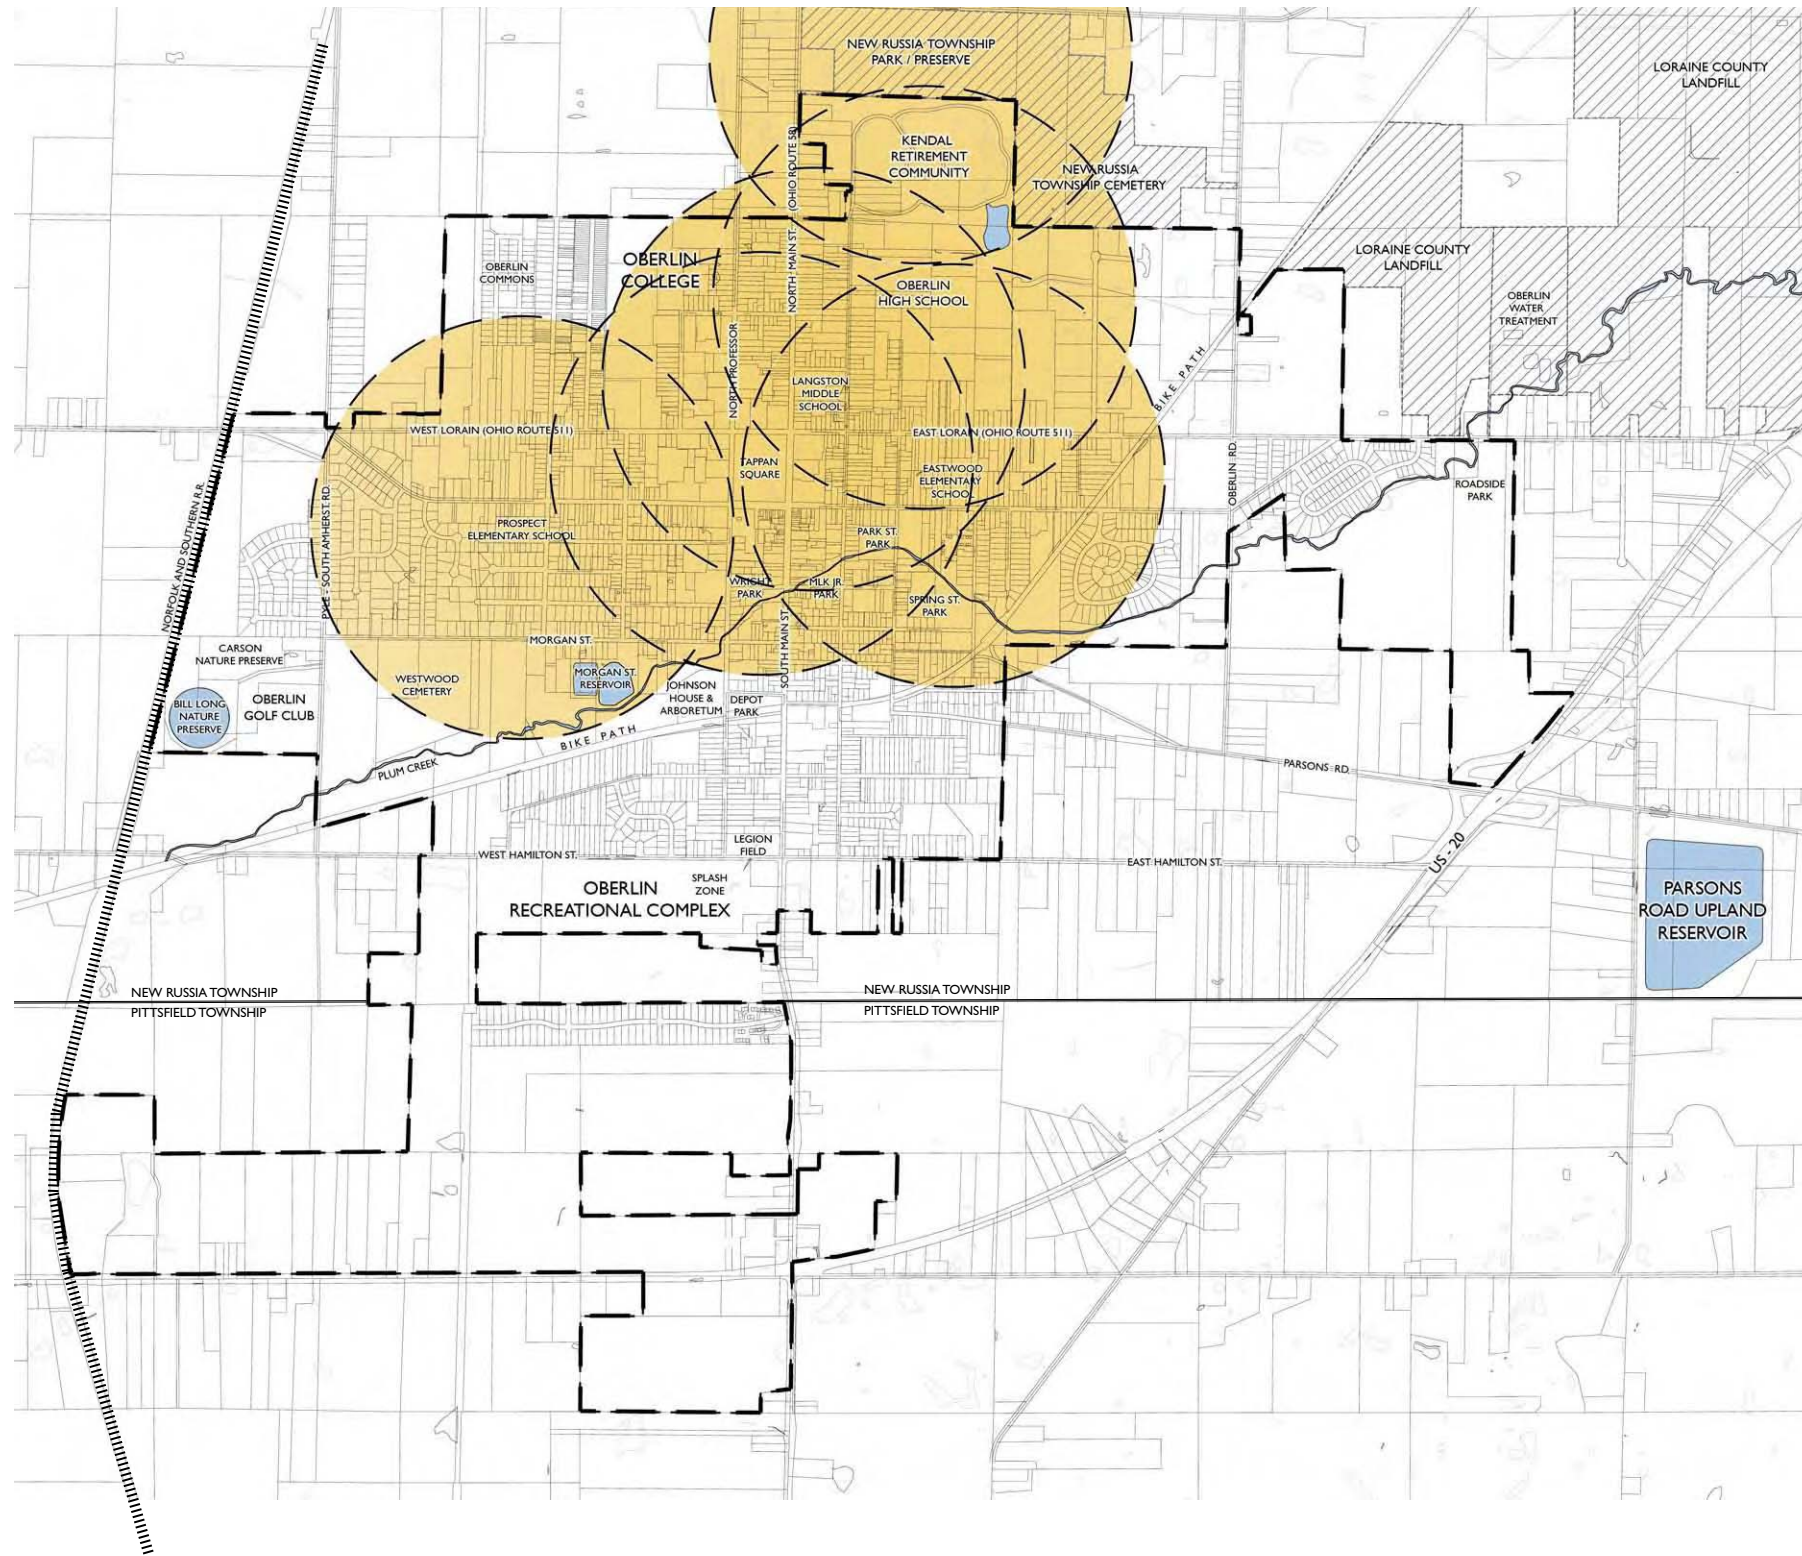 NEW RUSSIA TOWNSHIP
PARK / PRESERVE
LORAINE COUNTY
LANDFILL
KENDAL
RETIREMENT
COMMUNITY
NEW RUSSIA
TOWNSHIP CEMETERY
NORTH MAIN ST. (OHIO ROUTE 58)
OBERLIN
COMMONS
OBERLIN
COLLEGE
OBERLIN
HIGH SCHOOL
LORAINE COUNTY
LANDFILL
OBERLIN
WATER
TREATMENT
NORTH PROFESSOR
LANGSTON
MIDDLE
SCHOOL
BIKE PATH
WEST LORAIN (OHIO ROUTE 511)
EAST LORAIN (OHIO ROUTE 511)
TAPPAN
SQUARE
EASTWOOD
ELEMENTARY
SCHOOL
OBERLIN RD.
ROADSIDE
PARK
NORFOLK AND SOUTHERN R.R.
PYLE - SOUTH AMHERST RD.
PROSPECT
ELEMENTARY SCHOOL
PARK ST.
PARK
WRIGHT
PARK
MLK JR.
PARK
SPRING ST.
PARK
MORGAN ST.
SOUTH MAIN ST.
CARSON
NATURE PRESERVE
WESTWOOD
CEMETERY
MORGAN ST.
RESERVOIR
JOHNSON
HOUSE &
ARBORETUM
DEPOT
PARK
BILL LONG
NATURE
PRESERVE
OBERLIN
GOLF CLUB
BIKE PATH
PLUM CREEK
PARSONS RD.
LEGION
FIELD
WEST HAMILTON ST.
EAST HAMILTON ST.
US - 20
SPLASH
ZONE
OBERLIN
RECREATIONAL COMPLEX
PARSONS
ROAD UPLAND
RESERVOIR
NEW RUSSIA TOWNSHIP
PITTSFIELD TOWNSHIP
NEW RUSSIA TOWNSHIP
PITTSFIELD TOWNSHIP